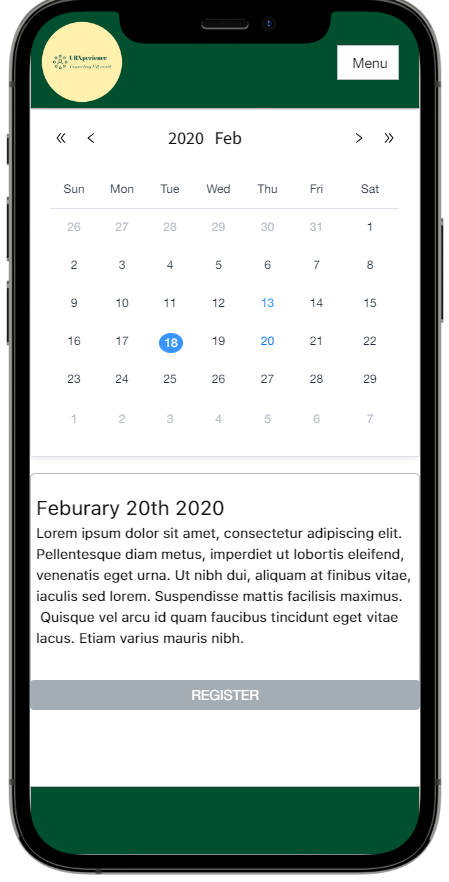 UBXperience
Connecting UB word
Menu
2020 Feb
Sun Mon Tue Wed Thu Fri Sat
26 27 28 29 30 31 1
2 3 4 5 6 7 8
9 10 11 12 13 14 15
16 17 18 19 20 21 22
23 24 25 26 27 28 29
1 2 3 4 5 6 7
Feburary 20th 2020
Lorem ipsum dolor sit amet, consectetur adipiscing elit.
Pellentesque diam metus, imperdiet ut lobortis eleifend,
venenatis eget urna. Ut nibh dui, aliquam at finibus vitae,
iaculis sed lorem. Suspendisse mattis facilisis maximus.
Quisque vel arcu id quam faucibus tincidunt eget vitae
lacus. Etiam varius mauris nibh.
REGISTER